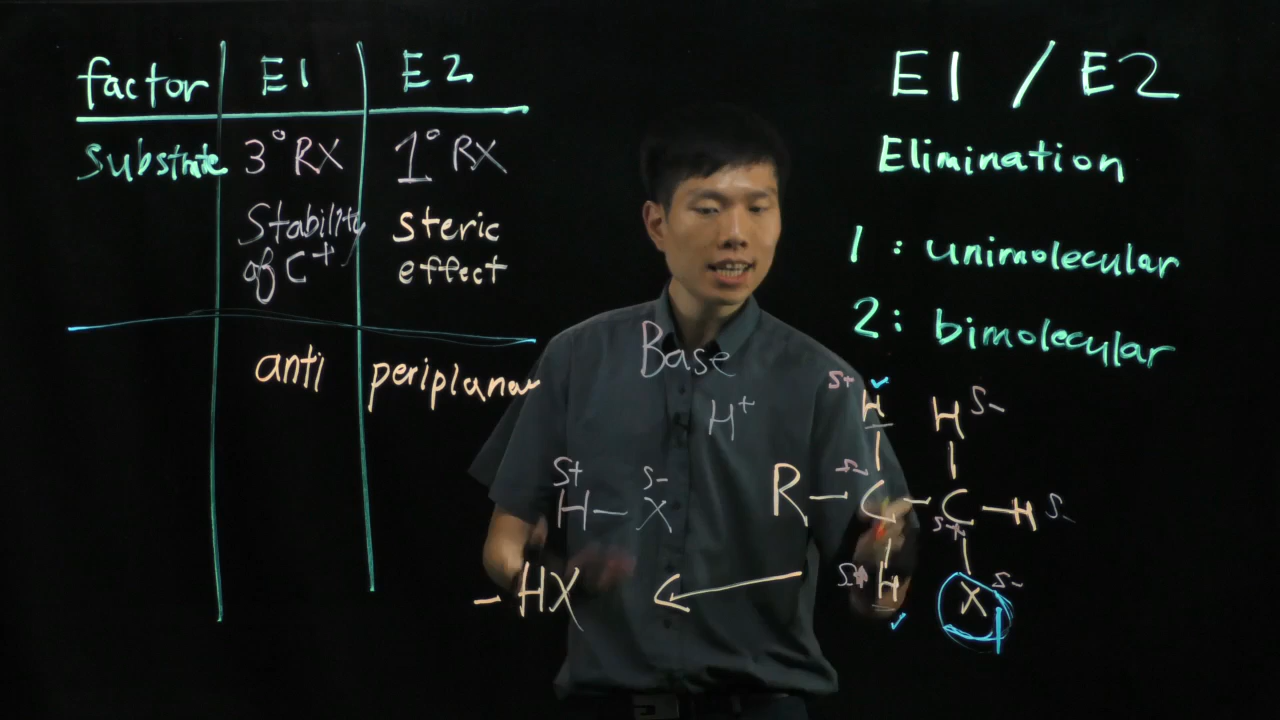 factor E1 E2
Substrate 3° RX 1° RX
Stability of C+
steric effect
anti periplanar
E1 / E2
Elimination
1 : unimolecular
2 : bimolecular
Base
H+
δ+ δ-
H—X
- HX
δ+ H H δ-
R—C—C—H δ-
δ- δ+
δ+ H X δ-